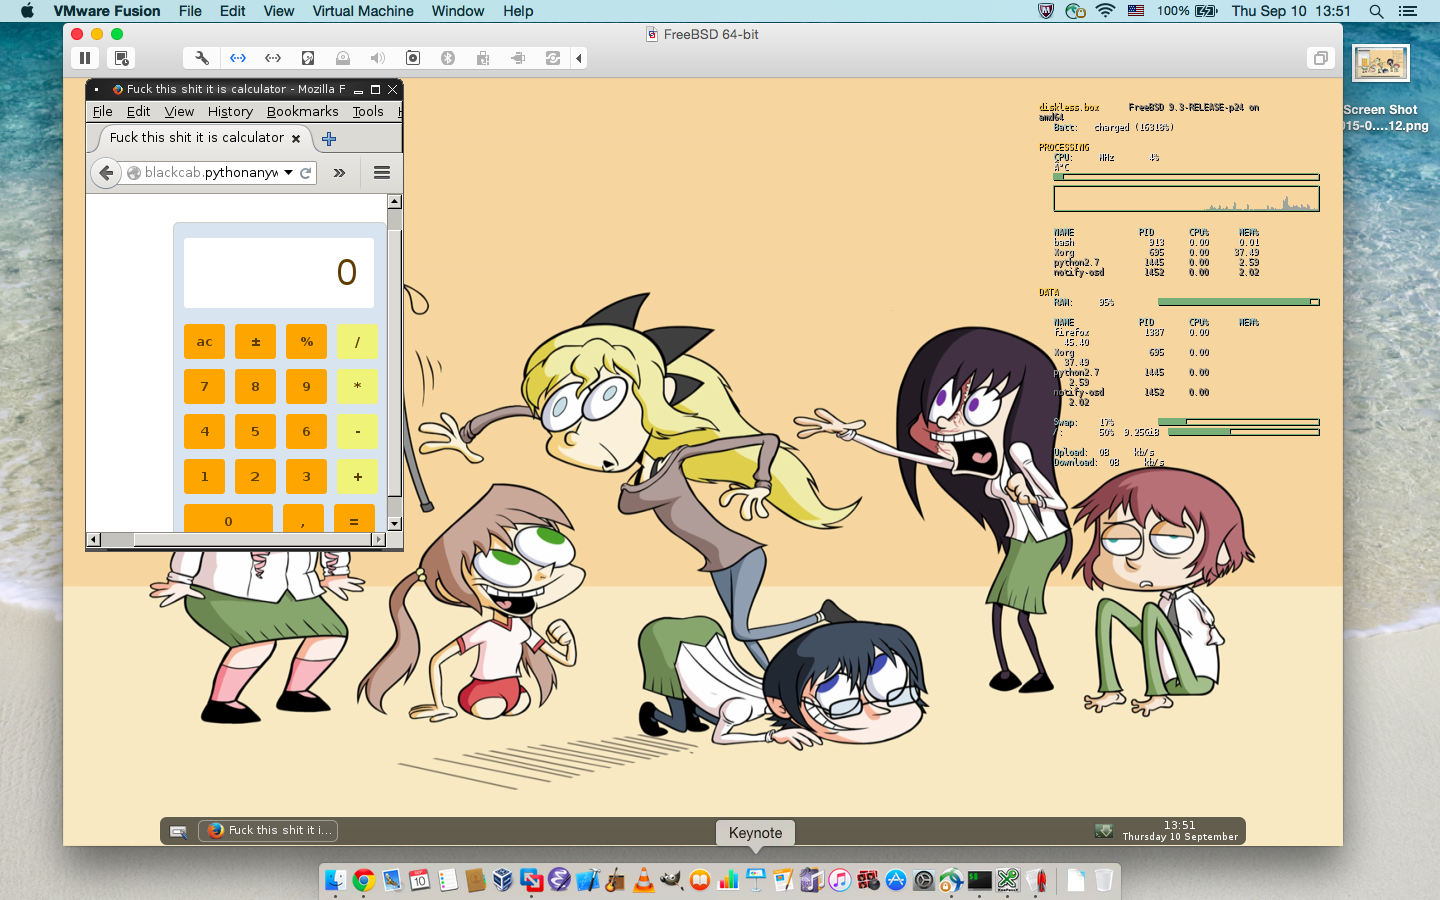 VMware Fusion File Edit View Virtual Machine Window Help 100% Thu Sep 10 13:51
FreeBSD 64-bit
Fuck this shit it is calculator - Mozilla F
File Edit View History Bookmarks Tools
Fuck this shit it is calculator
blackcab.pythonanyw
0
ac ± % /
7 8 9 *
4 5 6 -
1 2 3 +
0 , =
diskless.box FreeBSD 9.3-RELEASE-p24 on
amd64
Batt: charged (16318%)
PROCESSING
CPU: MHz 4%
Â°C
NAME PID CPU% MEM%
bash 913 0.00 0.01
Xorg 695 0.00 37.49
python2.7 1445 0.00 2.59
notify-osd 1452 0.00 2.02
DATA
RAM: 95%
NAME PID CPU% MEM%
firefox 1387 0.00
45.40
Xorg 695 0.00
37.49
python2.7 1445 0.00
2.59
notify-osd 1452 0.00
2.02
Swap: 17%
/: 50% 9.25GiB
Upload: 0B kb/s
Download: 0B kb/s
Screen Shot
015-0....12.png
Fuck this shit it i...
13:51
Thursday 10 September
Keynote
SEP
10